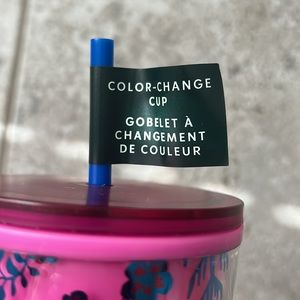 COLOR-CHANGE
CUP
GOBELET À
CHANGEMENT
DE COULEUR